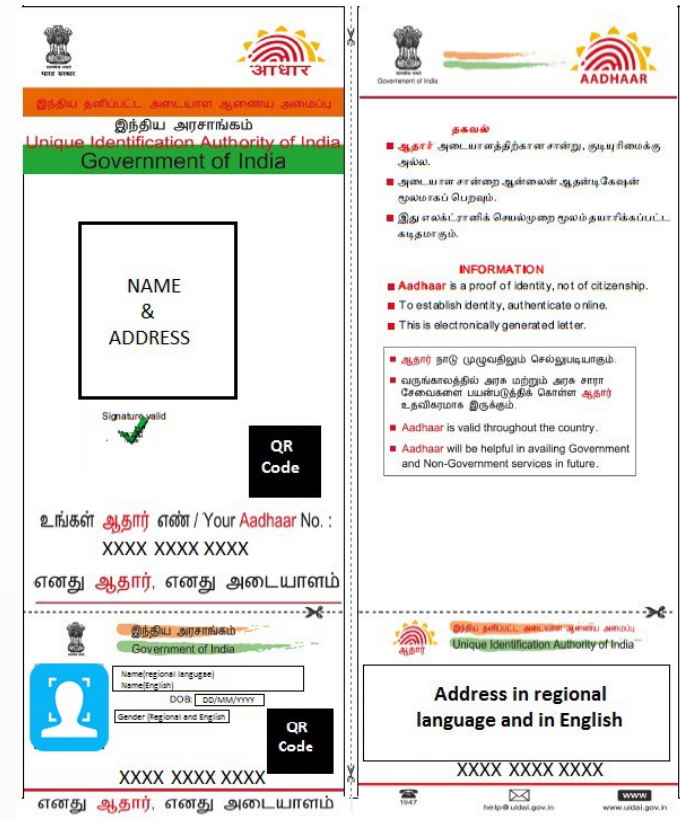 भारत सरकार
आधार
இந்திய தனிப்பட்ட அடையாள ஆணைய அமைப்பு
இந்திய அரசாங்கம்
Unique Identification Authority of India
Government of India
NAME
&
ADDRESS
Signature valid
QR
Code
உங்கள் ஆதார் எண் / Your Aadhaar No. :
XXXX XXXX XXXX
எனது ஆதார், எனது அடையாளம்
Government of India
AADHAAR
தகவல்
ஆதார் அடையாளத்திற்கான சான்று, குடியுரிமைக்கு
அல்ல.
அடையாள சான்றை ஆன்லைன் ஆதன்டிகேஷன்
மூலமாகப் பெறவும்.
இது எலக்ட்ரானிக் செயல்முறை மூலம் தயாரிக்கப்பட்ட
கடிதமாகும்.
INFORMATION
Aadhaar is a proof of identity, not of citizenship.
To establish identity, authenticate online.
This is electronically generated letter.
ஆதார் நாடு முழுவதிலும் செல்லுபடியாகும்.
வருங்காலத்தில் அரசு மற்றும் அரசு சாரா
சேவைகளை பயன்படுத்திக் கொள்ள ஆதார்
உதவிகரமாக இருக்கும்.
Aadhaar is valid throughout the country.
Aadhaar will be helpful in availing Government
and Non-Government services in future.
இந்திய அரசாங்கம்
Government of India
Name(regional langugae)
Name(English)
DOB: DD/MM/YYYY
Gender (Regional and English
QR
Code
XXXX XXXX XXXX
எனது ஆதார், எனது அடையாளம்
ஆதார்
இந்திய தனிப்பட்ட அடையாள ஆணைய அமைப்பு
Unique Identification Authority of India
Address in regional
language and in English
XXXX XXXX XXXX
1947
help@uidai.gov.in
WWW
www.uidai.gov.in